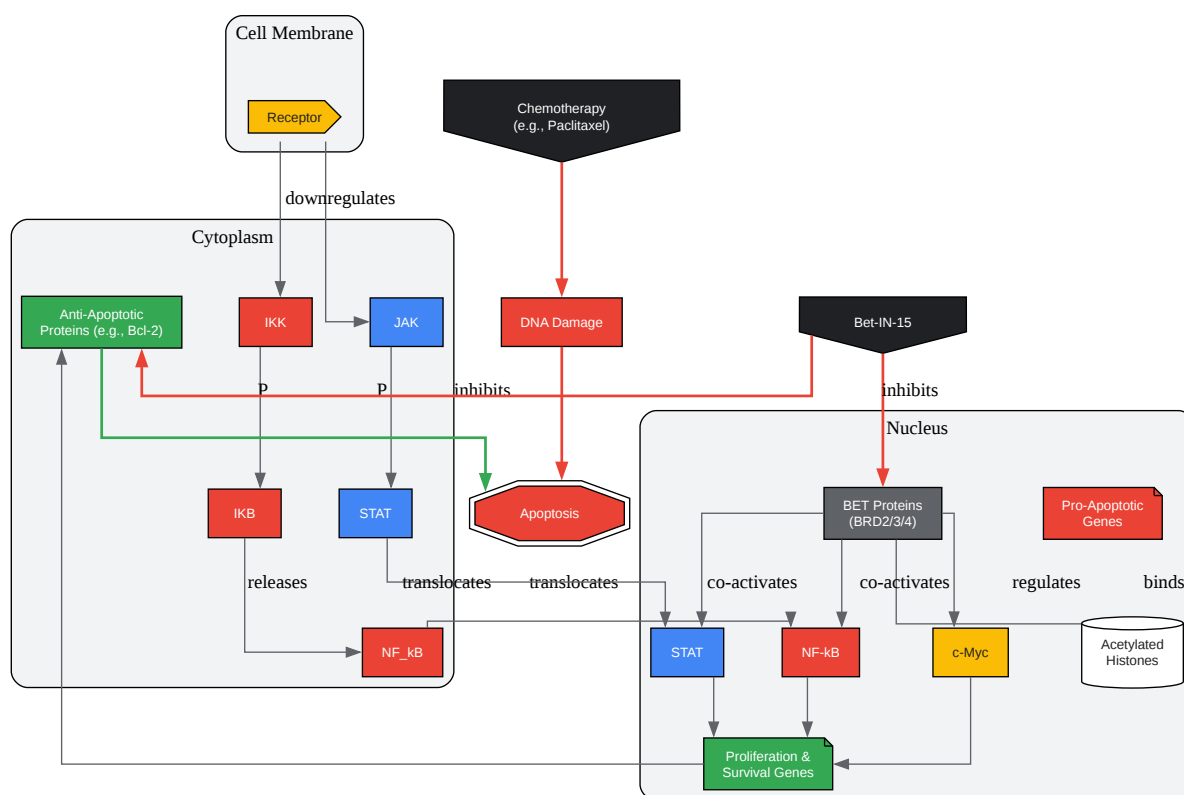 Cell Membrane
Receptor
Chemotherapy
(e.g., Paclitaxel)
downregulates
Cytoplasm
Anti-Apoptotic
Proteins (e.g., Bcl-2)
IKK
JAK
DNA Damage
Bet-IN-15
P
P
inhibits
inhibits
Nucleus
IKB
STAT
Apoptosis
BET Proteins
(BRD2/3/4)
Pro-Apoptotic
Genes
releases
translocates
translocates
co-activates
co-activates
regulates
binds
NF_kB
STAT
NF-kB
c-Myc
Acetylated
Histones
Proliferation &
Survival Genes